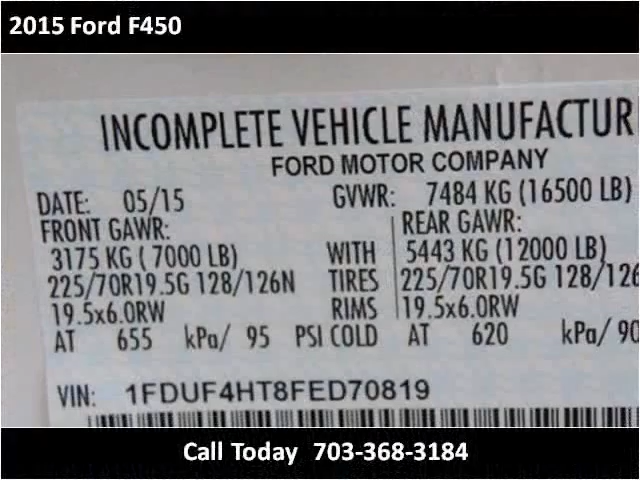 2015 Ford F450
INCOMPLETE VEHICLE MANUFACTUR
FORD MOTOR COMPANY
DATE: 05/15 GVWR: 7484 KG (16500 LB)
FRONT GAWR: REAR GAWR:
3175 KG ( 7000 LB) WITH 5443 KG (12000 LB)
225/70R19.5G 128/126N TIRES 225/70R19.5G 128/126
19.5x6.0RW RIMS 19.5x6.0RW
AT 655 kPa/ 95 PSI COLD AT 620 kPa/ 90
VIN: 1FDUF4HT8FED70819
Call Today 703-368-3184